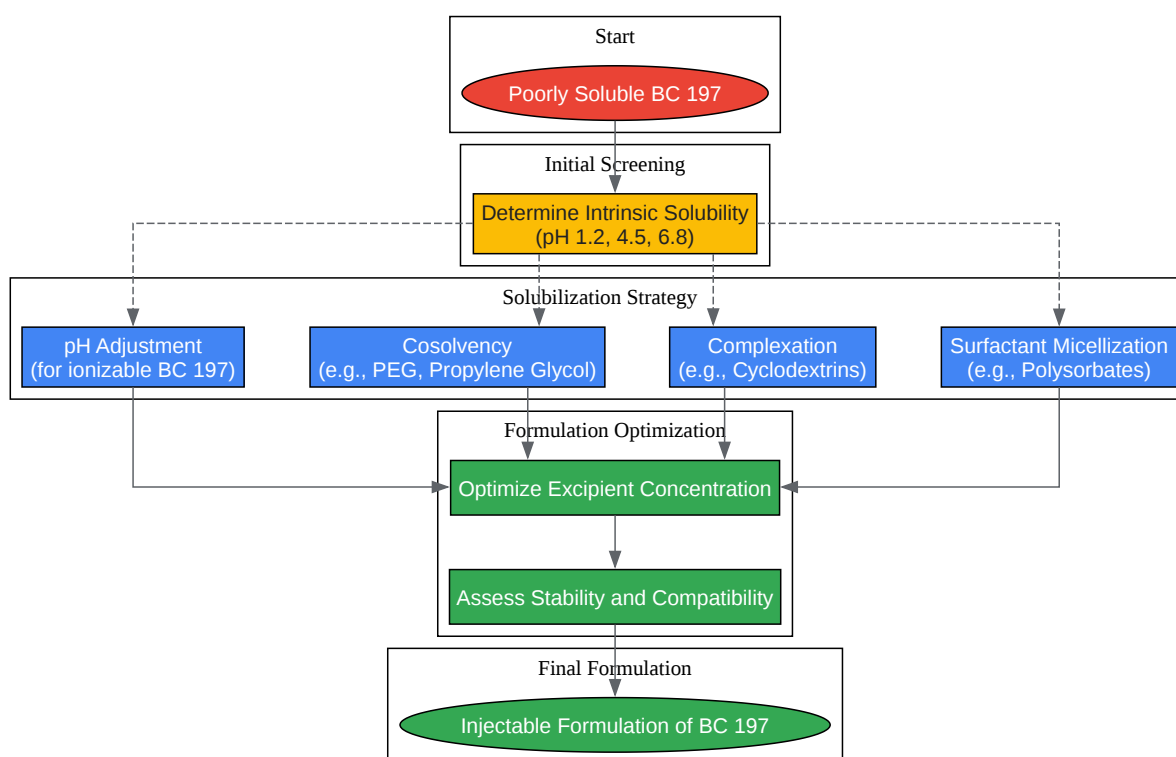 Start
Poorly Soluble BC 197
Initial Screening
Determine Intrinsic Solubility
(pH 1.2, 4.5, 6.8)
Solubilization Strategy
pH Adjustment
(for ionizable BC 197)
Cosolvency
(e.g., PEG, Propylene Glycol)
Complexation
(e.g., Cyclodextrins)
Surfactant Micellization
(e.g., Polysorbates)
Formulation Optimization
Optimize Excipient Concentration
Assess Stability and Compatibility
Final Formulation
Injectable Formulation of BC 197